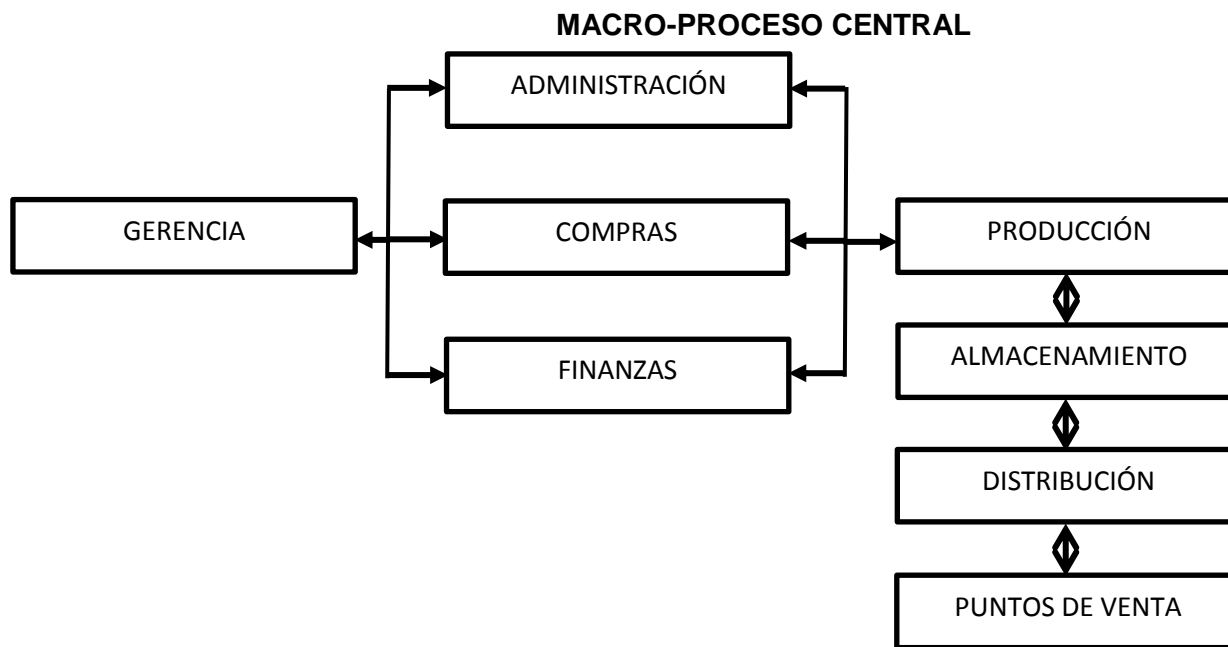 MACRO-PROCESO CENTRAL
ADMINISTRACIÓN
GERENCIA
COMPRAS
PRODUCCIÓN
FINANZAS
ALMACENAMIENTO
DISTRIBUCIÓN
PUNTOS DE VENTA